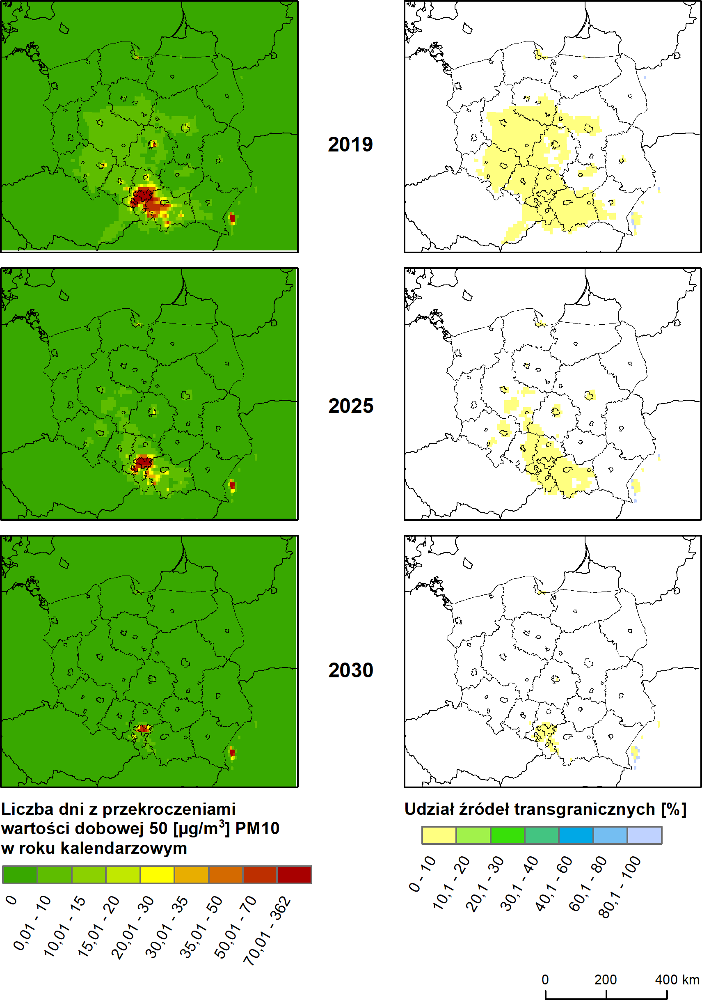 2019
2025
2030
Liczba dni z przekroczeniami
wartości dobowej 50 [µg/m³] PM10
w roku kalendarzowym
0
0,01 - 10
10,01 - 15
15,01 - 20
20,01 - 30
30,01 - 35
35,01 - 50
50,01 - 70
70,01 - 362
Udział źródeł transgranicznych [%]
0 - 10
10,1 - 20
20,1 - 30
30,1 - 40
40,1 - 60
60,1 - 80
80,1 - 100
0 200 400 km